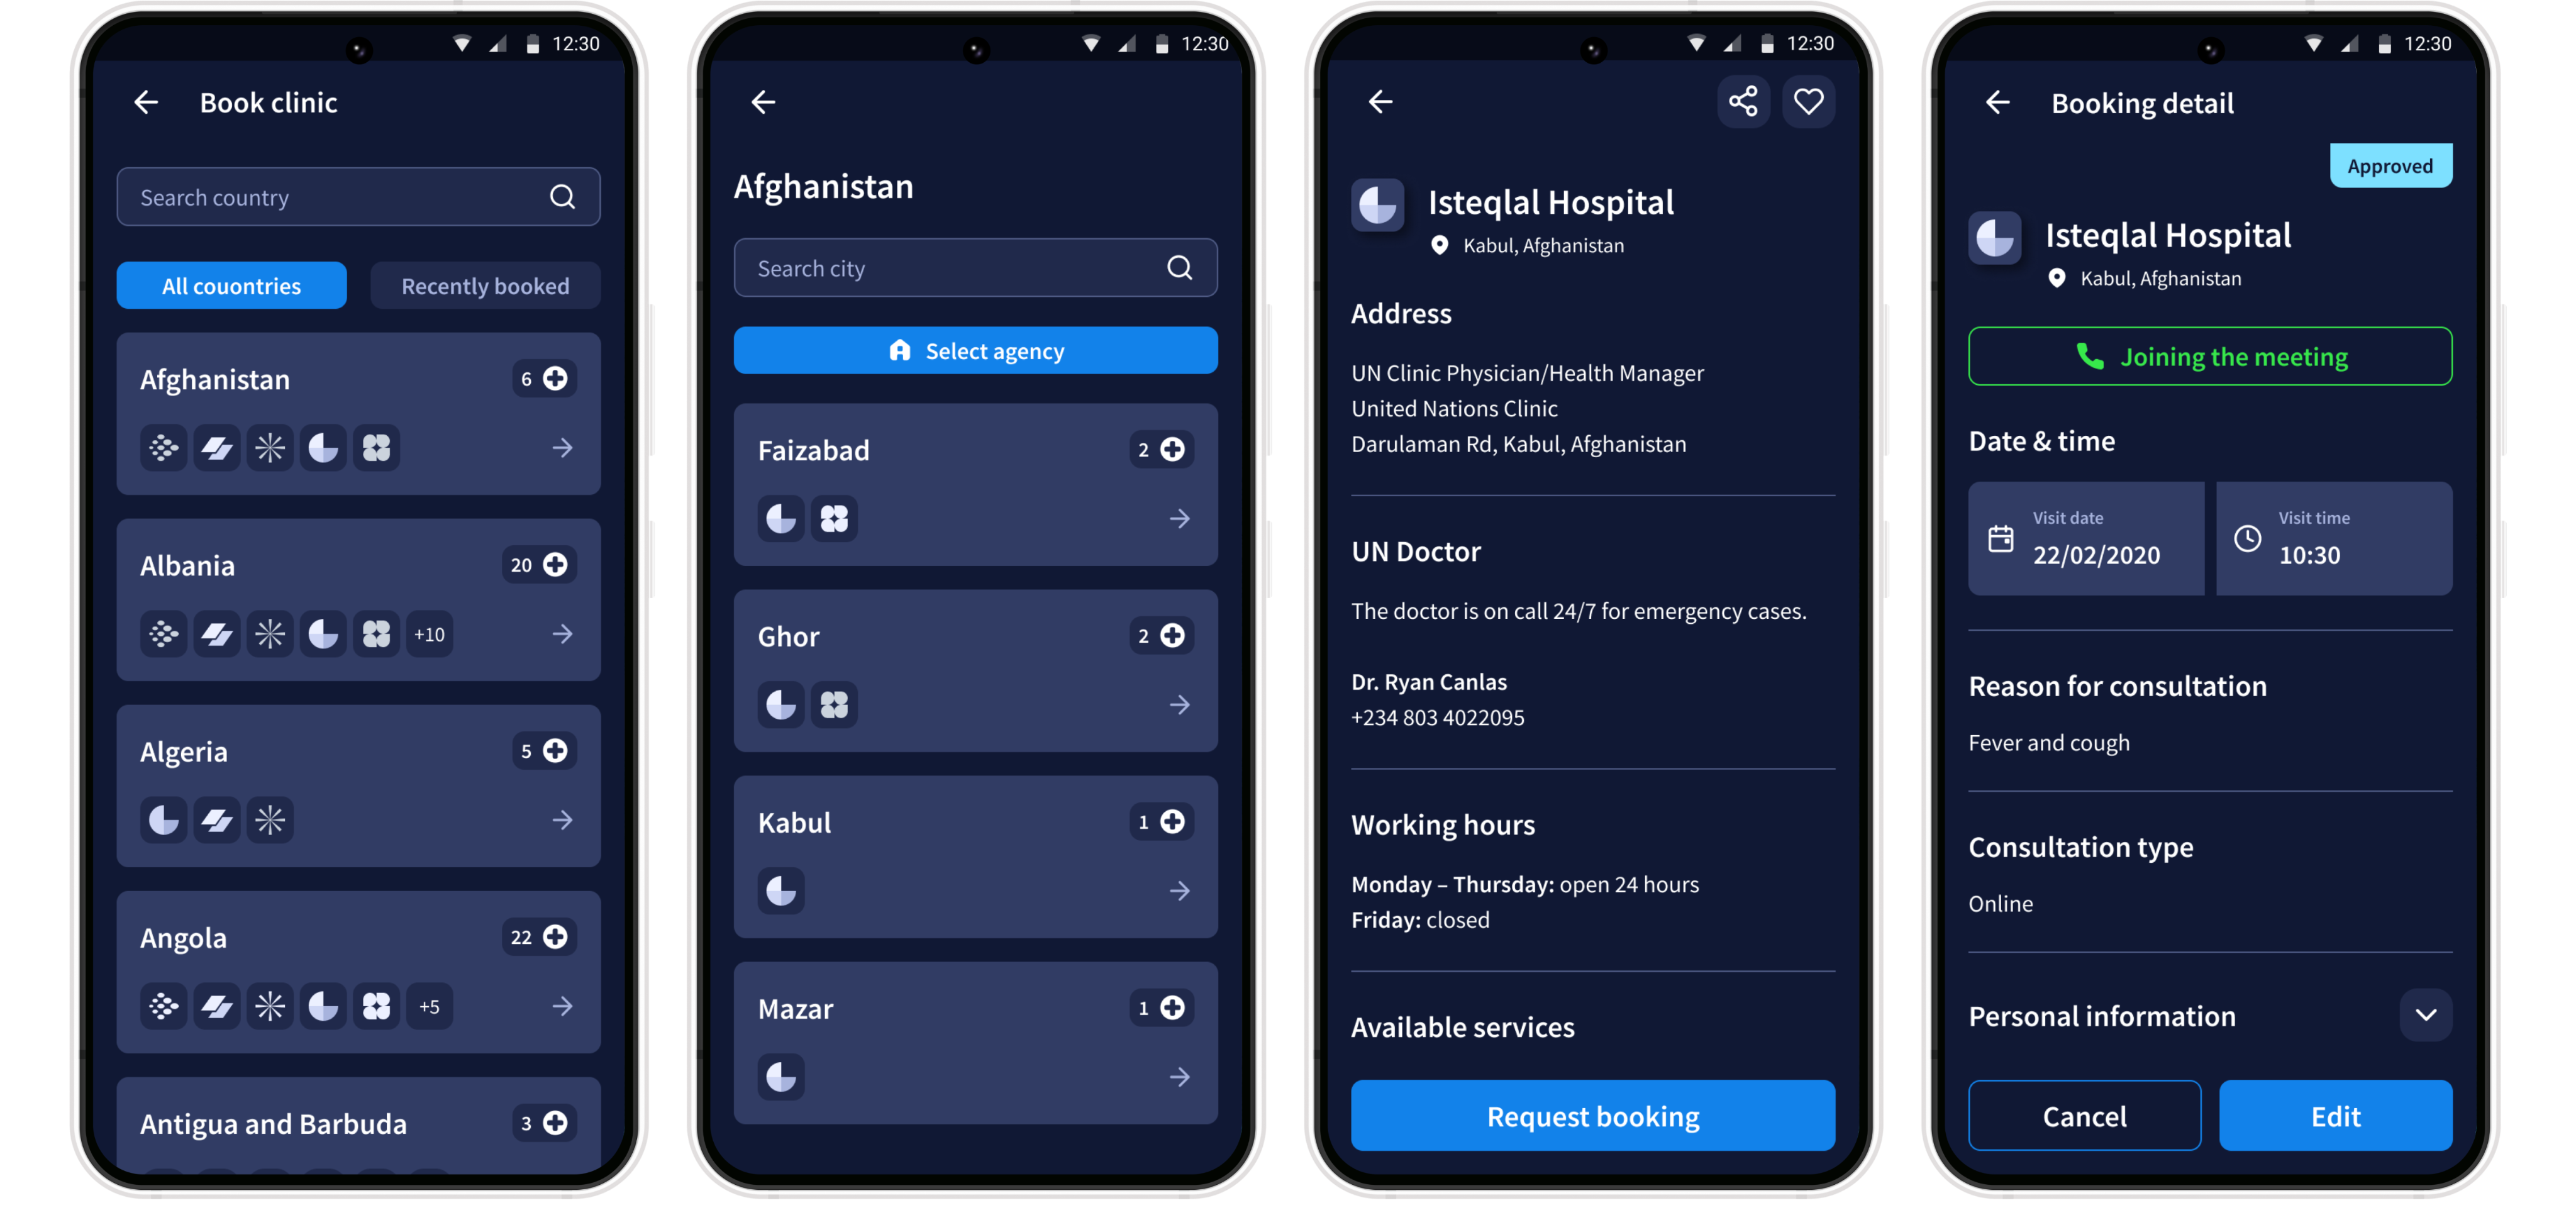 12:30
Book clinic
Search country
All couontries
Recently booked
Afghanistan
6
Albania
20
+10
Algeria
5
Angola
22
+5
Antigua and Barbuda
3
12:30
Afghanistan
Search city
Select agency
Faizabad
2
Ghor
2
Kabul
1
Mazar
1
12:30
Isteqlal Hospital
Kabul, Afghanistan
Address
UN Clinic Physician/Health Manager
United Nations Clinic
Darulaman Rd, Kabul, Afghanistan
UN Doctor
The doctor is on call 24/7 for emergency cases.
Dr. Ryan Canlas
+234 803 4022095
Working hours
Monday – Thursday: open 24 hours
Friday: closed
Available services
Request booking
12:30
Booking detail
Approved
Isteqlal Hospital
Kabul, Afghanistan
Joining the meeting
Date & time
Visit date
22/02/2020
Visit time
10:30
Reason for consultation
Fever and cough
Consultation type
Online
Personal information
Cancel
Edit